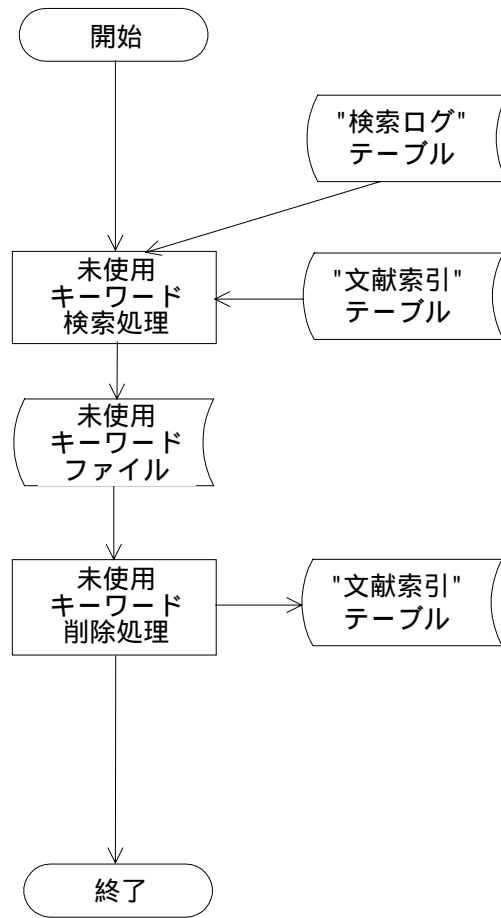 開始
"検索ログ"
テーブル
未使用
キーワード
検索処理
"文献索引"
テーブル
未使用
キーワード
ファイル
未使用
キーワード
削除処理
"文献索引"
テーブル
終了